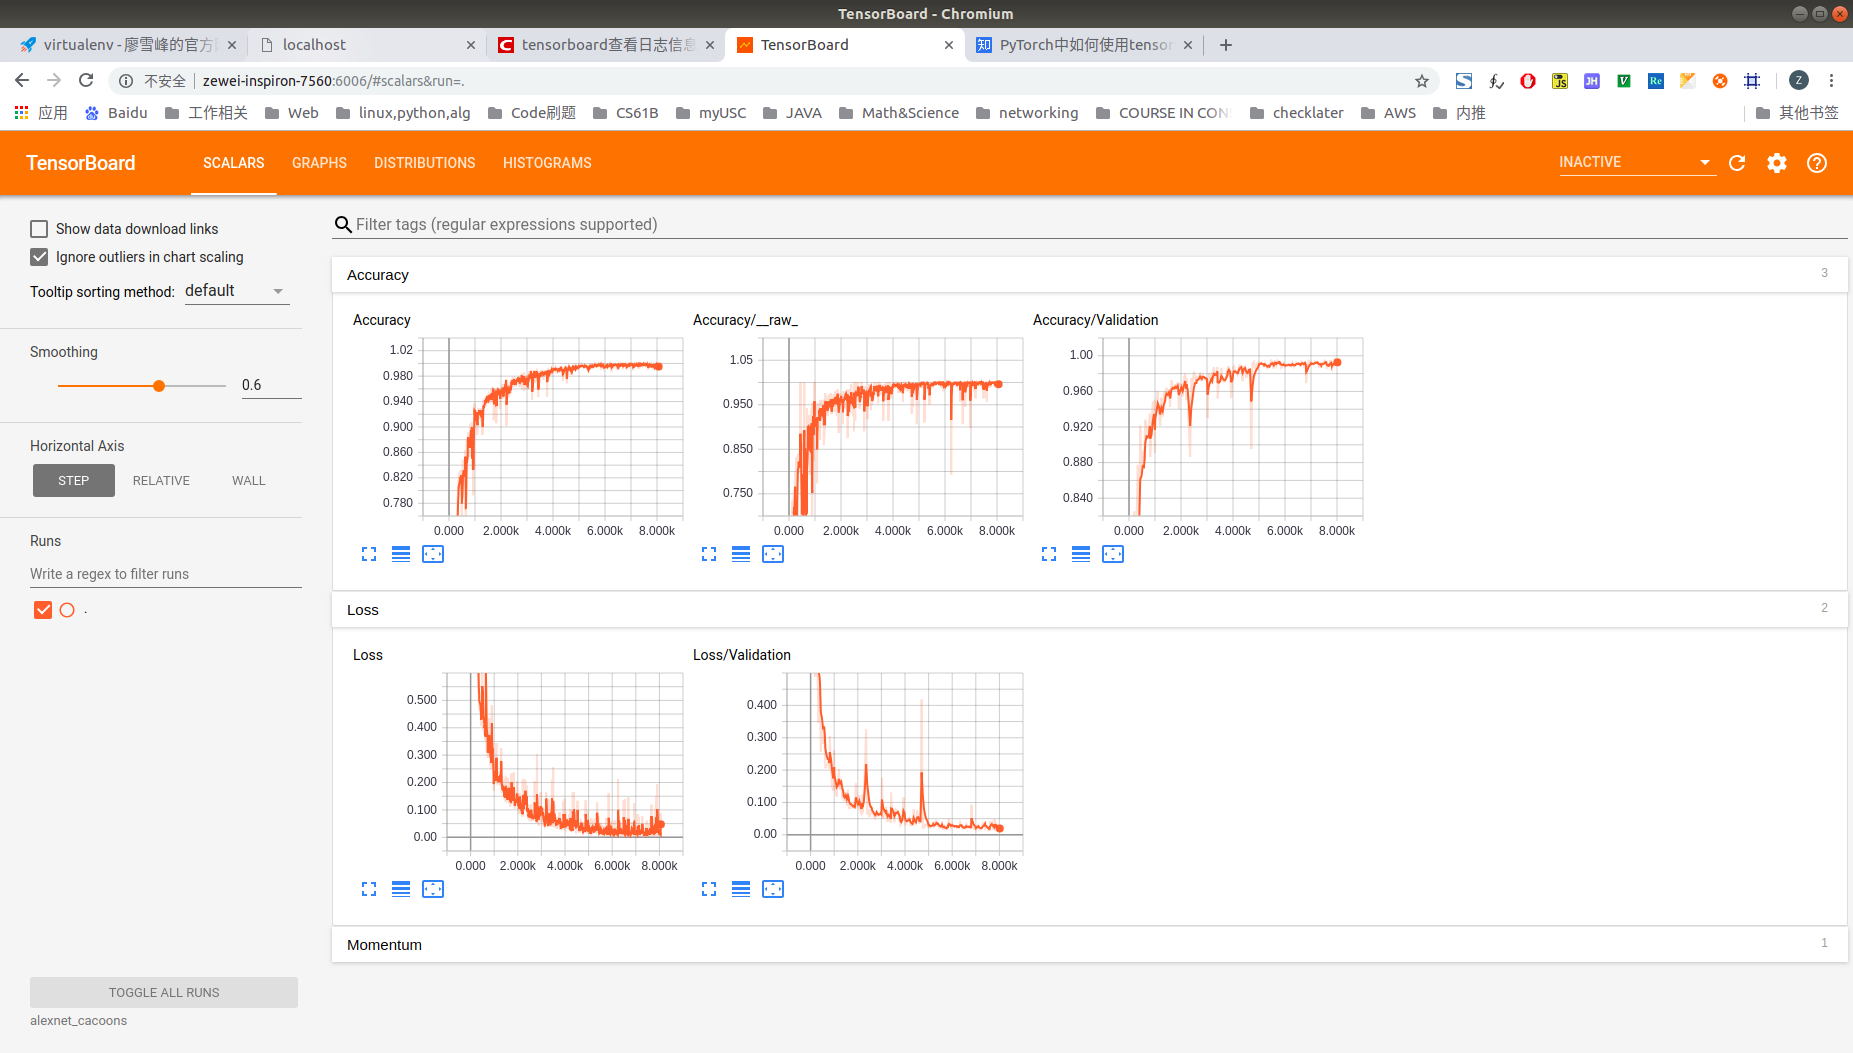 TensorBoard - Chromium
virtualenv - 廖雪峰的官方
localhost
tensorboard查看日志信息
TensorBoard
PyTorch中如何使用tensor
不安全
zewei-inspiron-7560:6006/#scalars&run=.
应用
Baidu
工作相关
Web
linux,python,alg
Code刷题
CS61B
myUSC
JAVA
Math&Science
networking
COURSE IN CON
checklater
AWS
内推
其他书签
TensorBoard
SCALARS
GRAPHS
DISTRIBUTIONS
HISTOGRAMS
INACTIVE
Show data download links
Ignore outliers in chart scaling
Tooltip sorting method: default
Smoothing
0.6
Horizontal Axis
STEP
RELATIVE
WALL
Runs
Write a regex to filter runs
.
TOGGLE ALL RUNS
alexnet_cacoons
Filter tags (regular expressions supported)
Accuracy
3
Accuracy
1.02
0.980
0.940
0.900
0.860
0.820
0.780
0.000 2.000k 4.000k 6.000k 8.000k
Accuracy/__raw_
1.05
0.950
0.850
0.750
0.000 2.000k 4.000k 6.000k 8.000k
Accuracy/Validation
1.00
0.960
0.920
0.880
0.840
0.000 2.000k 4.000k 6.000k 8.000k
Loss
2
Loss
0.500
0.400
0.300
0.200
0.100
0.00
0.000 2.000k 4.000k 6.000k 8.000k
Loss/Validation
0.400
0.300
0.200
0.100
0.00
0.000 2.000k 4.000k 6.000k 8.000k
Momentum
1